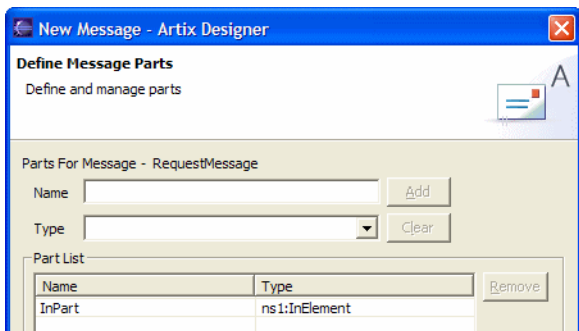 New Message - Artix Designer
Define Message Parts
Define and manage parts
A
Parts For Message - RequestMessage
Name Add
Type Clear
Part List
Name Type Remove
InPart ns1:InElement